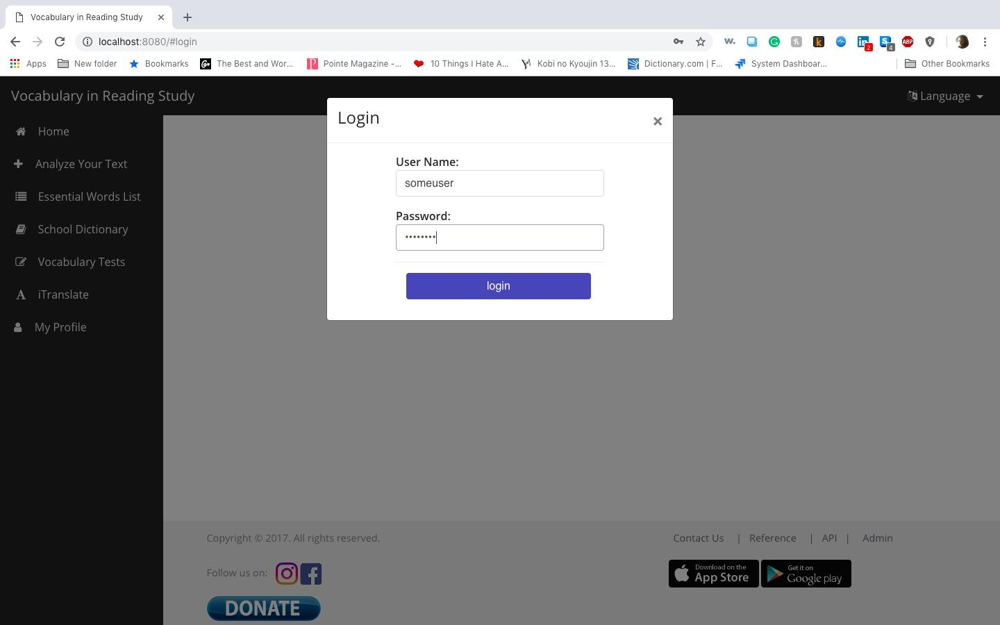 Vocabulary in Reading Study
localhost:8080/#login
w.
2
4
ABP
Apps
New folder
Bookmarks
The Best and Wor...
Pointe Magazine -...
10 Things I Hate A...
Kobi no Kyoujin 13...
Dictionary.com | F...
System Dashboar...
Other Bookmarks
Vocabulary in Reading Study
Language
Home
Analyze Your Text
Essential Words List
School Dictionary
Vocabulary Tests
iTranslate
My Profile
Login
×
User Name:
someuser
Password:
••••••••
login
Copyright © 2017. All rights reserved.
Contact Us | Reference | API | Admin
Follow us on:
Download on the
App Store
Get it on
Google play
DONATE